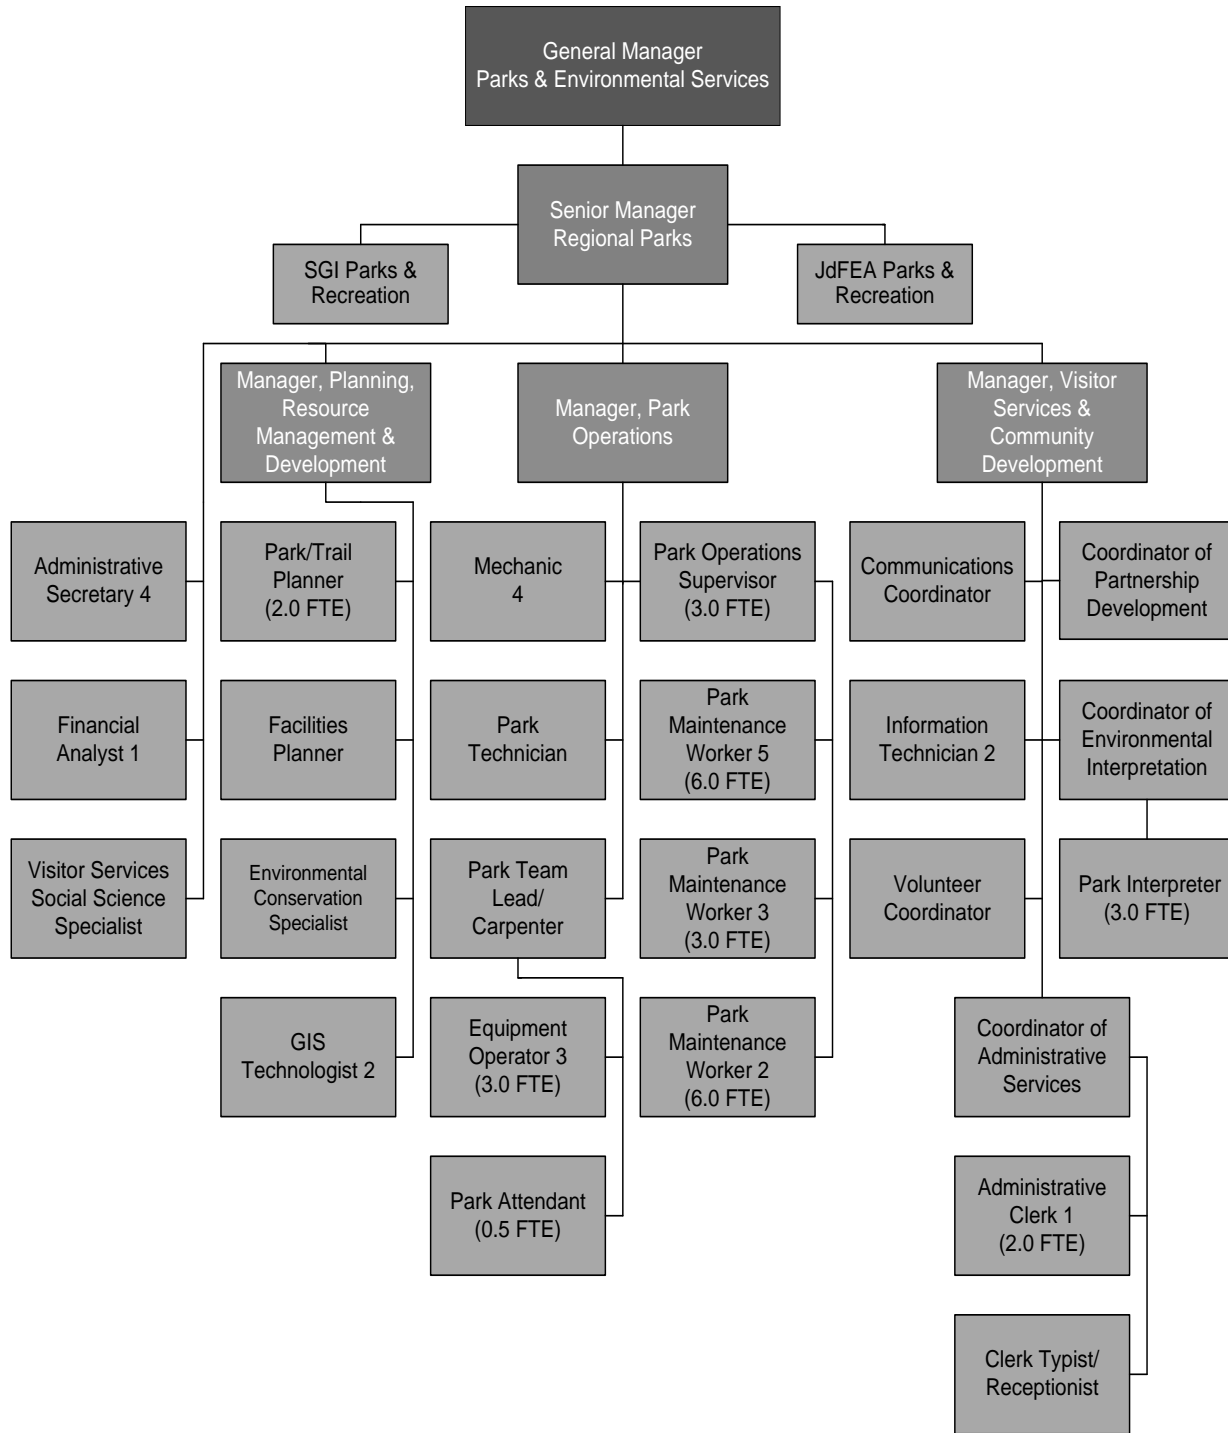 General Manager
Parks & Environmental Services
Senior Manager
Regional Parks
SGI Parks &
Recreation
JdFEA Parks &
Recreation
Manager, Planning,
Resource
Management &
Development
Manager, Park
Operations
Manager, Visitor
Services &
Community
Development
Administrative
Secretary 4
Park/Trail
Planner
(2.0 FTE)
Mechanic
4
Park Operations
Supervisor
(3.0 FTE)
Communications
Coordinator
Coordinator of
Partnership
Development
Financial
Analyst 1
Facilities
Planner
Park
Technician
Park
Maintenance
Worker 5
(6.0 FTE)
Information
Technician 2
Coordinator of
Environmental
Interpretation
Visitor Services
Social Science
Specialist
Environmental
Conservation
Specialist
Park Team
Lead/
Carpenter
Park
Maintenance
Worker 3
(3.0 FTE)
Volunteer
Coordinator
Park Interpreter
(3.0 FTE)
GIS
Technologist 2
Equipment
Operator 3
(3.0 FTE)
Park
Maintenance
Worker 2
(6.0 FTE)
Coordinator of
Administrative
Services
Park Attendant
(0.5 FTE)
Administrative
Clerk 1
(2.0 FTE)
Clerk Typist/
Receptionist